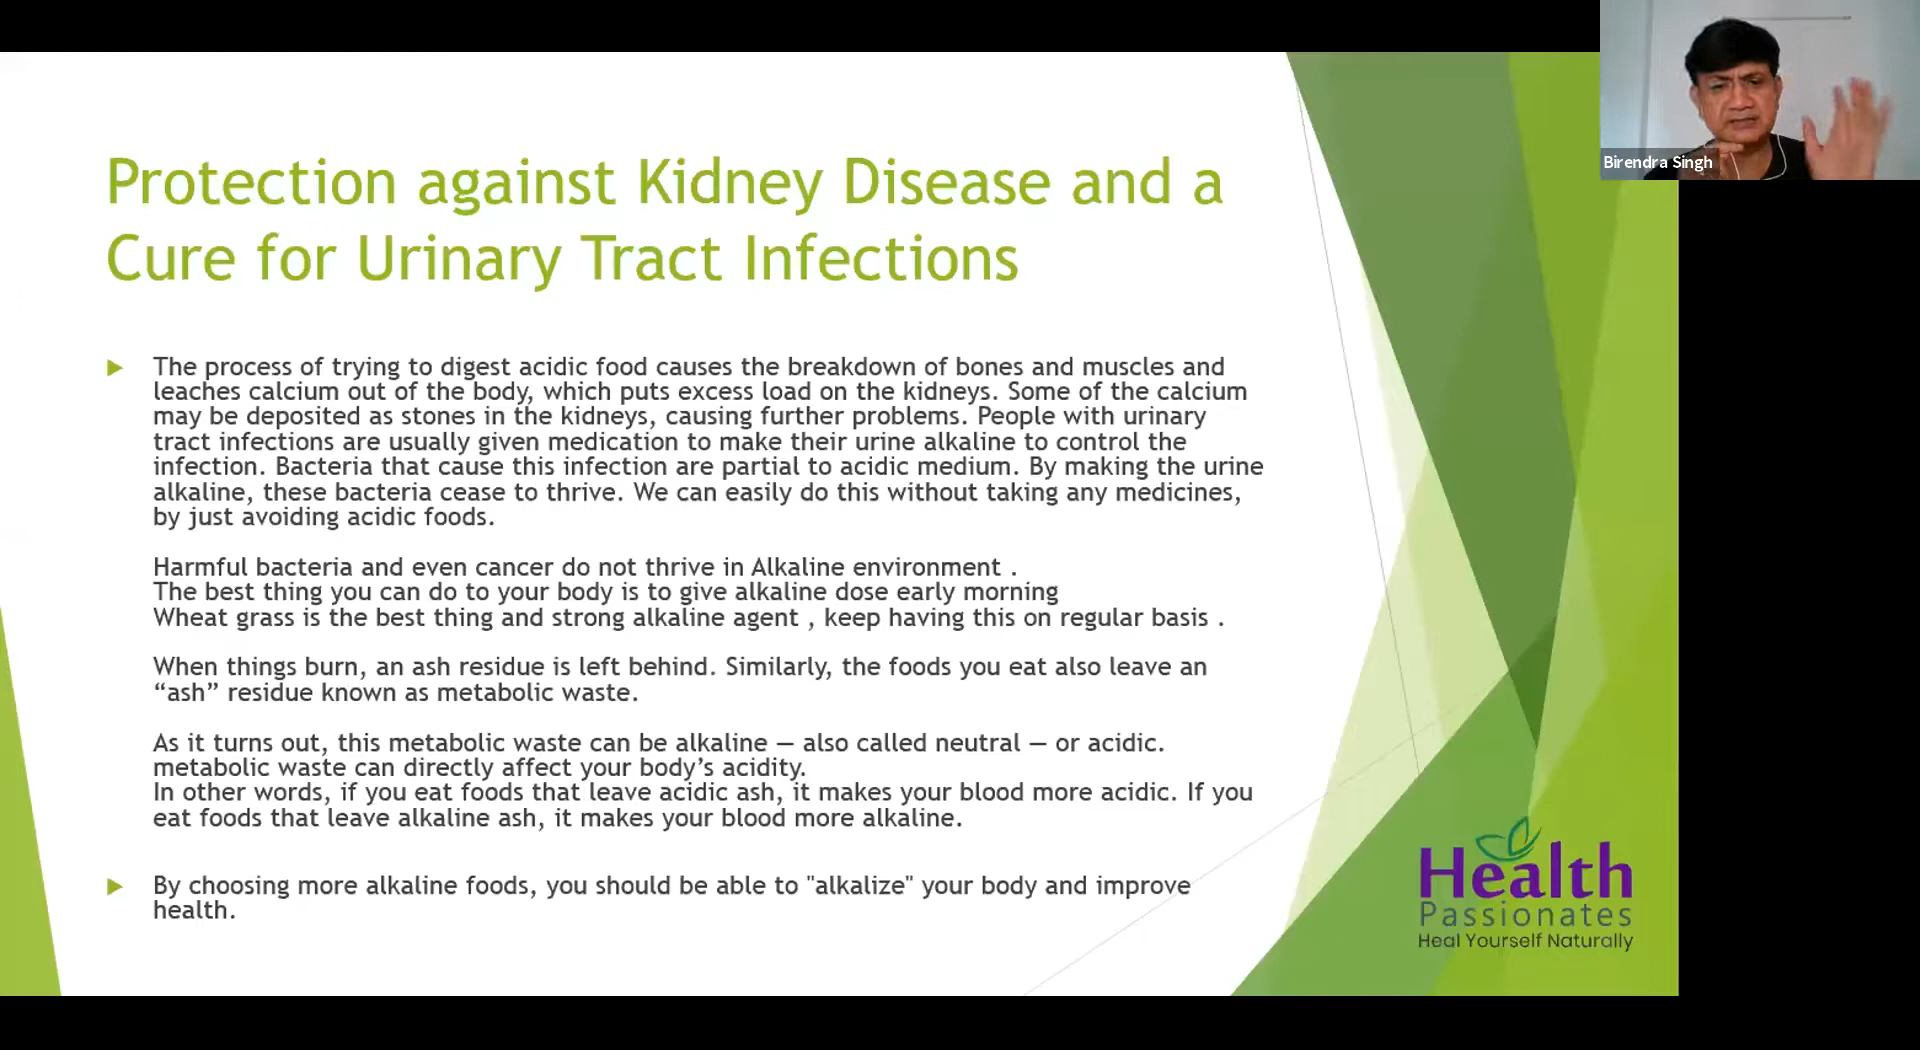 Protection against Kidney Disease and a
Cure for Urinary Tract Infections
The process of trying to digest acidic food causes the breakdown of bones and muscles and
leaches calcium out of the body, which puts excess load on the kidneys. Some of the calcium
may be deposited as stones in the kidneys, causing further problems. People with urinary
tract infections are usually given medication to make their urine alkaline to control the
infection. Bacteria that cause this infection are partial to acidic medium. By making the urine
alkaline, these bacteria cease to thrive. We can easily do this without taking any medicines,
by just avoiding acidic foods.
Harmful bacteria and even cancer do not thrive in Alkaline environment .
The best thing you can do to your body is to give alkaline dose early morning
Wheat grass is the best thing and strong alkaline agent , keep having this on regular basis .
When things burn, an ash residue is left behind. Similarly, the foods you eat also leave an
“ash” residue known as metabolic waste.
As it turns out, this metabolic waste can be alkaline — also called neutral — or acidic.
metabolic waste can directly affect your body’s acidity.
In other words, if you eat foods that leave acidic ash, it makes your blood more acidic. If you
eat foods that leave alkaline ash, it makes your blood more alkaline.
By choosing more alkaline foods, you should be able to "alkalize" your body and improve
health.
Birendra Singh
Health
Passionates
Heal Yourself Naturally